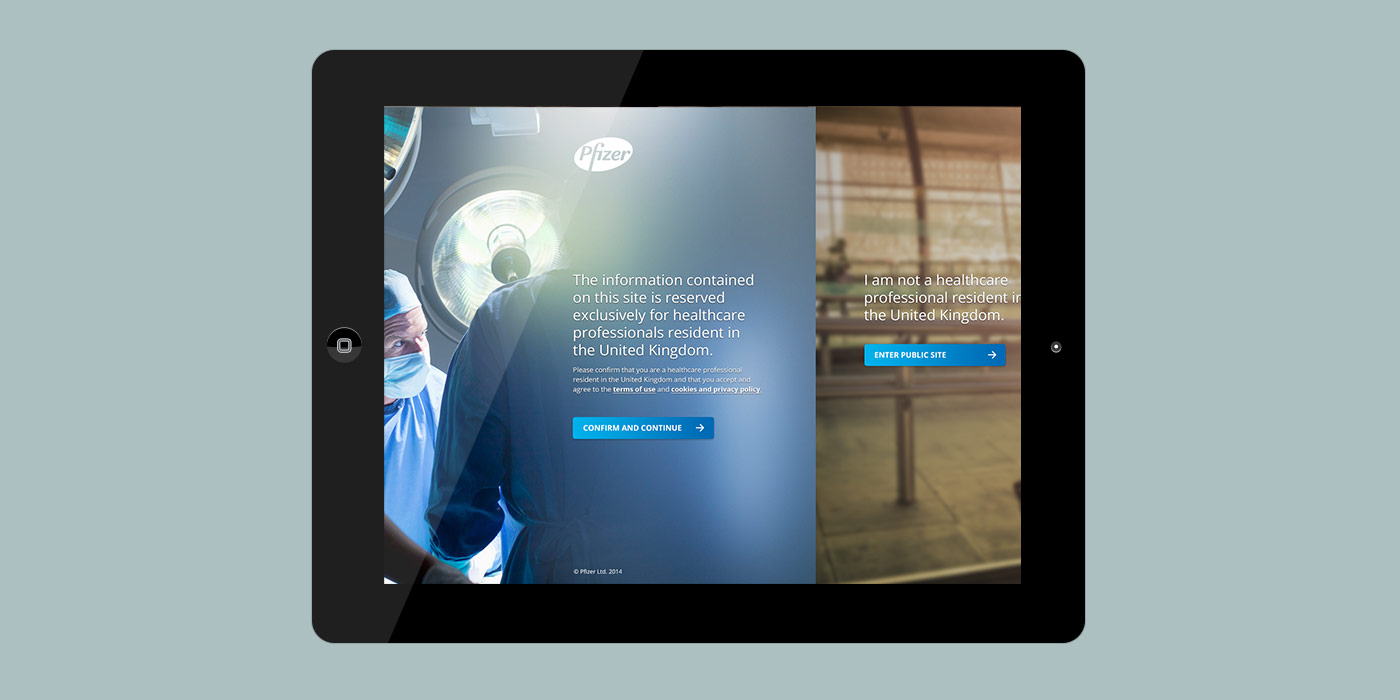 Pfizer
The information contained
on this site is reserved
exclusively for healthcare
professionals resident in
the United Kingdom.
Please confirm that you are a healthcare professional
resident in the United Kingdom and that you accept and
agree to the terms of use and cookies and privacy policy.
CONFIRM AND CONTINUE
© Pfizer Ltd. 2014
I am not a healthcare
professional resident in
the United Kingdom.
ENTER PUBLIC SITE